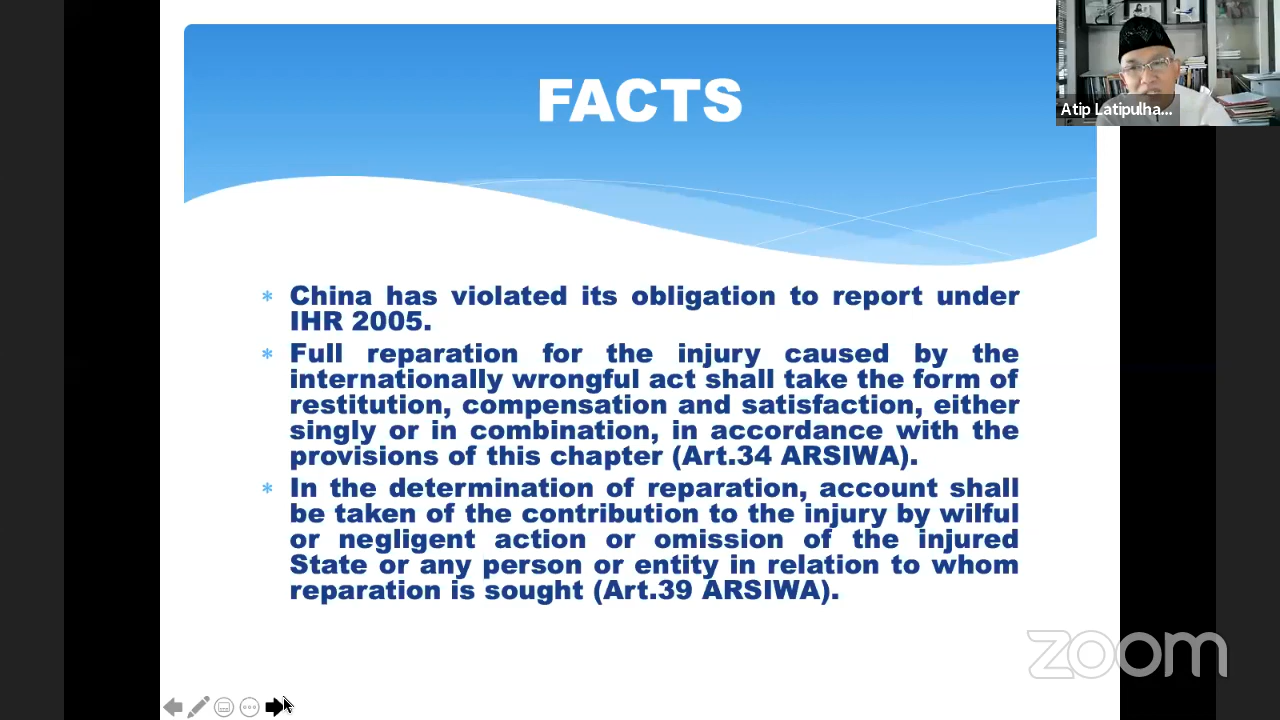 FACTS
Atip Latipulha...
* China has violated its obligation to report under
IHR 2005.
* Full reparation for the injury caused by the
internationally wrongful act shall take the form of
restitution, compensation and satisfaction, either
singly or in combination, in accordance with the
provisions of this chapter (Art.34 ARSIWA).
* In the determination of reparation, account shall
be taken of the contribution to the injury by wilful
or negligent action or omission of the injured
State or any person or entity in relation to whom
reparation is sought (Art.39 ARSIWA).
zoom